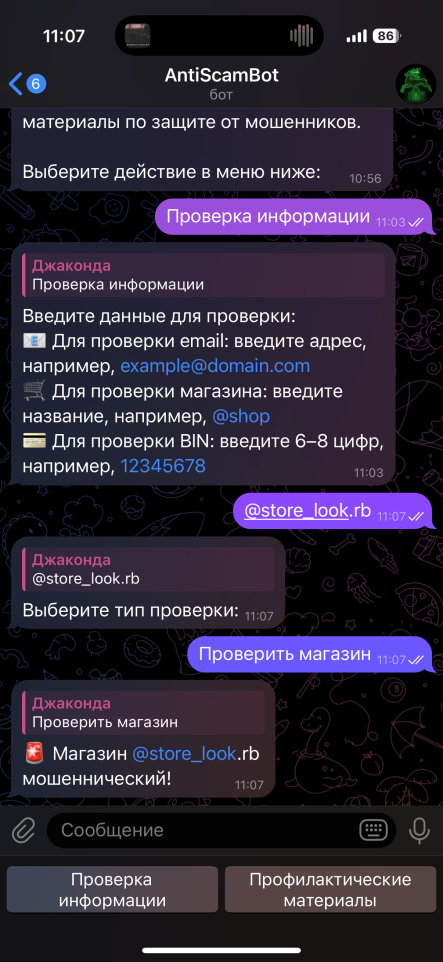 11:07
86
6
AntiScamBot
бот
материалы по защите от мошенников.
Выберите действие в меню ниже:
10:56
Проверка информации 11:03
Джаконда
Проверка информации
Введите данные для проверки:
📧 Для проверки email: введите адрес,
например, example@domain.com
🛒 Для проверки магазина: введите
название, например, @shop
💳 Для проверки BIN: введите 6–8 цифр,
например, 12345678
11:03
@store_look.rb 11:07
Джаконда
@store_look.rb
Выберите тип проверки: 11:07
Проверить магазин 11:07
Джаконда
Проверить магазин
🚨 Магазин @store_look.rb
мошеннический!
11:07
Сообщение
Проверка
информации
Профилактические
материалы